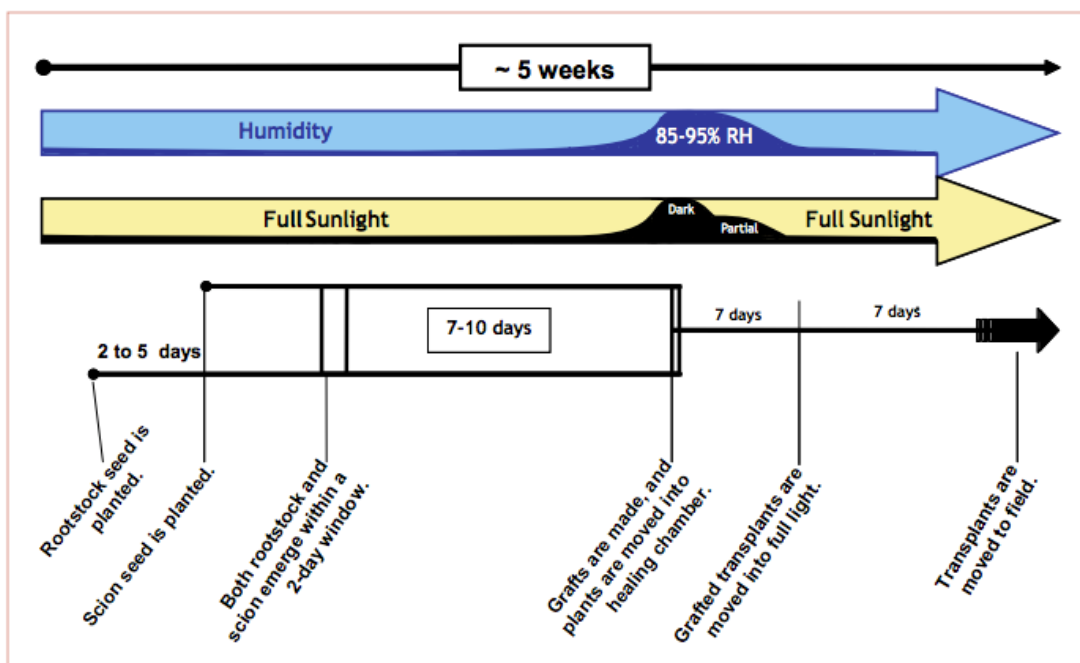 ~ 5 weeks
Humidity
85-95% RH
Full Sunlight
Dark
Partial
Full Sunlight
2 to 5 days
7-10 days
7 days
7 days
Rootstock seed is
planted.
Scion seed is planted.
Both rootstock and
scion emerge within a
2-day window.
Grafts are made, and
plants are moved into
healing chamber.
Grafted transplants are
moved into full light.
Transplants are
moved to field.